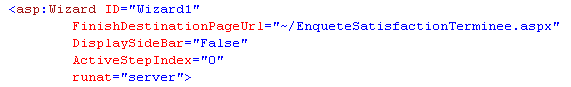 <asp:Wizard ID="Wizard1"
FinishDestinationPageUrl="~/EnqueteSatisfactionTerminee.aspx"
DisplaySideBar="False"
ActiveStepIndex="0"
runat="server">